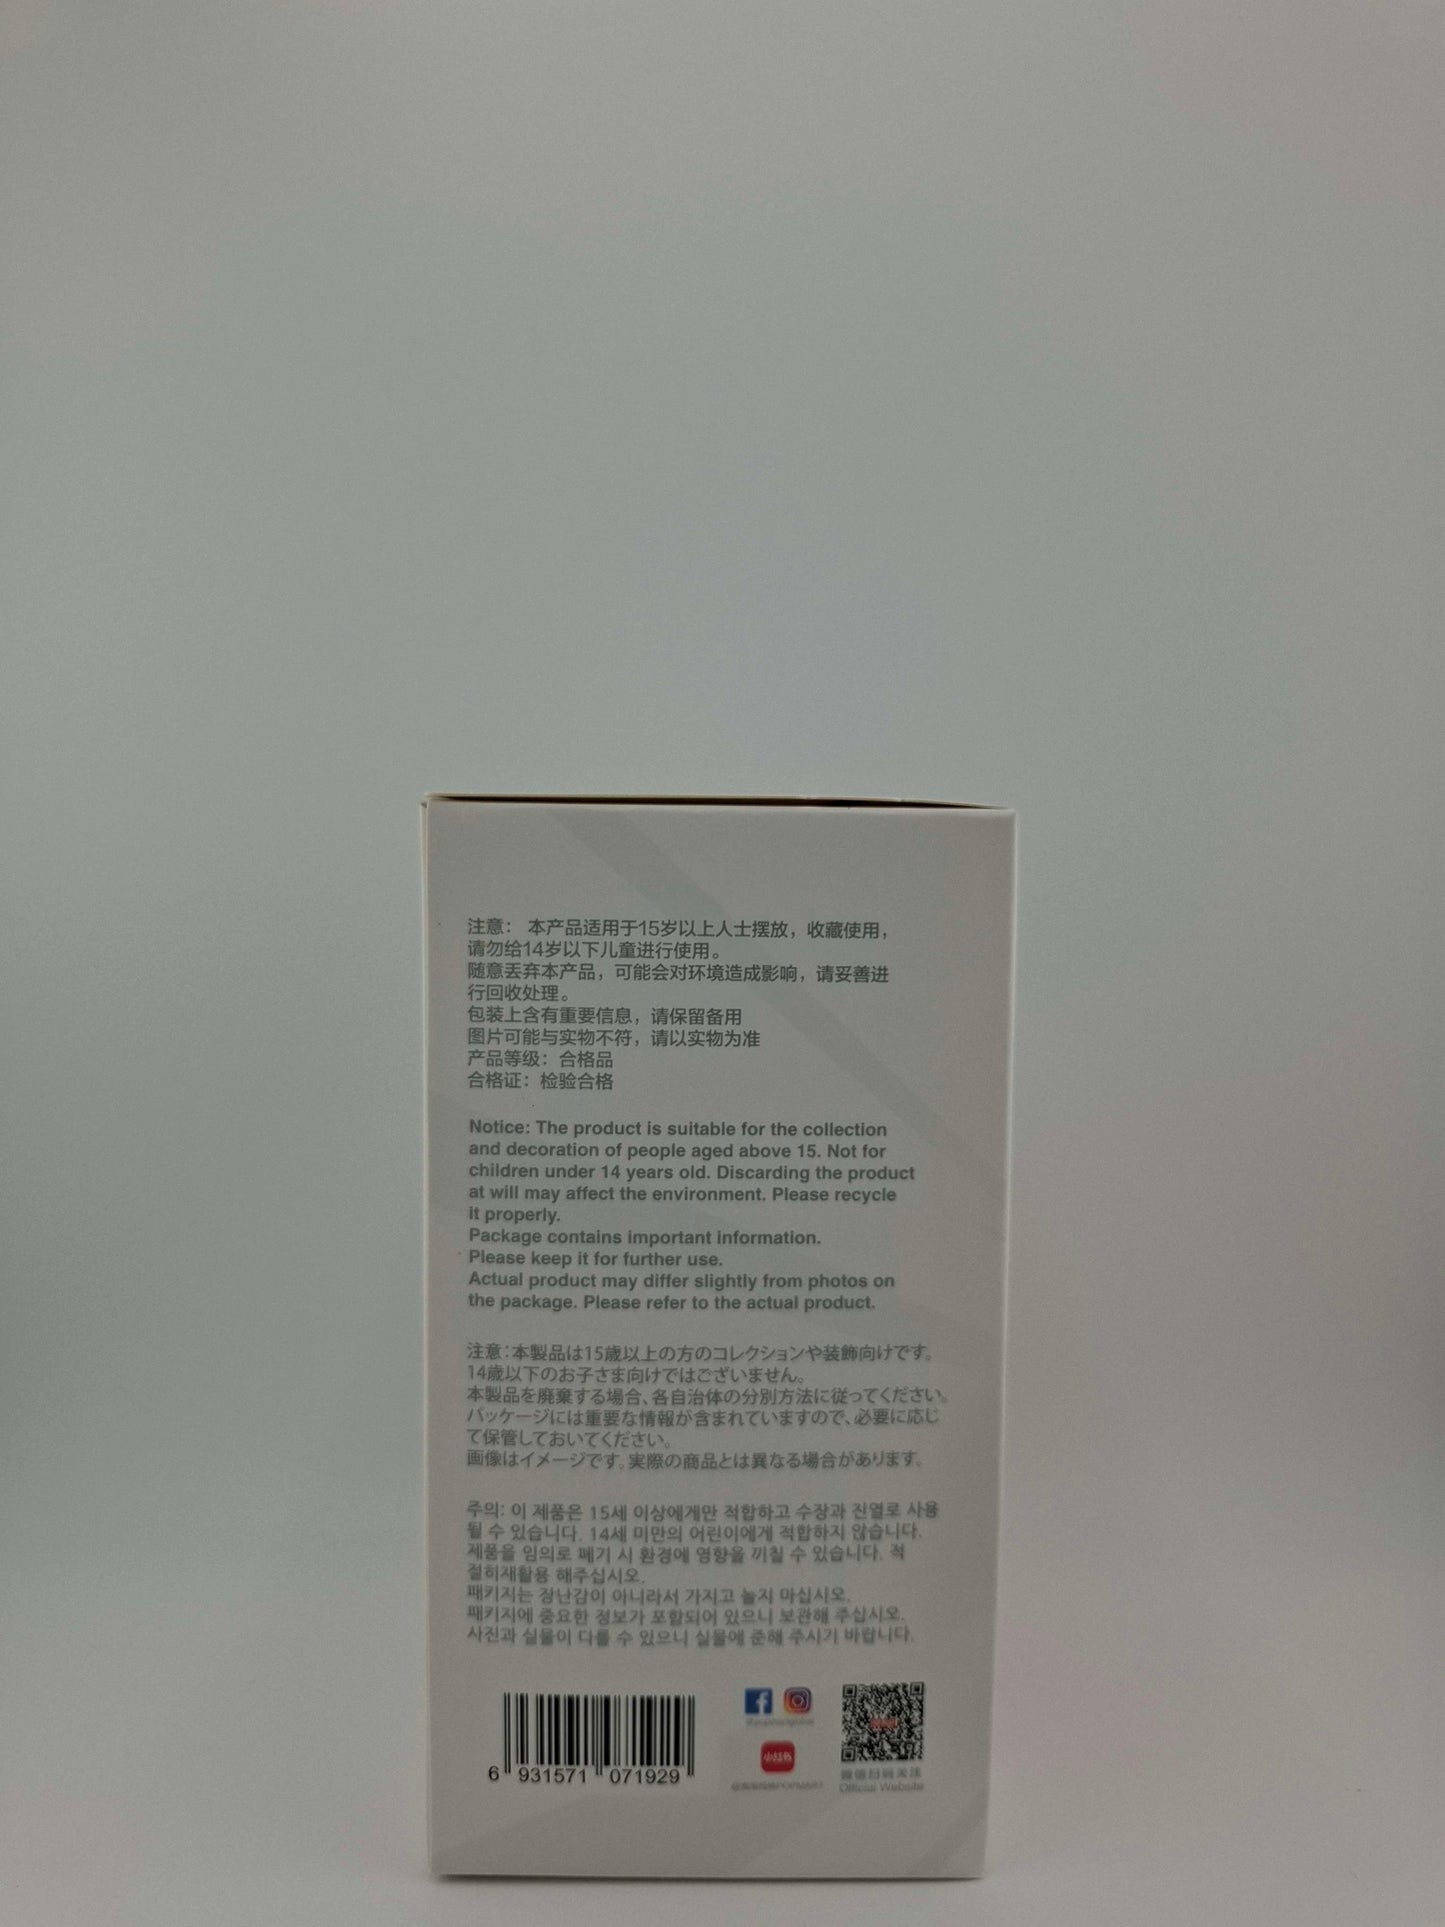 注意： 本产品适用于15岁以上人士摆放，收藏使用，
请勿给14岁以下儿童进行使用。
随意丢弃本产品，可能会对环境造成影响，请妥善进
行回收处理。
包装上含有重要信息，请保留备用
图片可能与实物不符，请以实物为准
产品等级：合格品
合格证：检验合格
Notice: The product is suitable for the collection
and decoration of people aged above 15. Not for
children under 14 years old. Discarding the product
at will may affect the environment. Please recycle
it properly.
Package contains important information.
Please keep it for further use.
Actual product may differ slightly from photos on
the package. Please refer to the actual product.
注意：本製品は15歳以上の方のコレクションや装飾向けです。
14歳以下のお子さま向けではございません。
本製品を廃棄する場合、各自治体の分別方法に従ってください。
パッケージには重要な情報が含まれていますので、必要に応じ
て保管しておいてください。
画像はイメージです。実際の商品とは異なる場合があります。
주의: 이 제품은 15세 이상에게만 적합하고 수장과 진열로 사용
될 수 있습니다. 14세 미만의 어린이에게 적합하지 않습니다.
제품을 임의로 폐기 시 환경에 영향을 끼칠 수 있습니다. 적
절히재활용 해주십시오.
패키지는 장난감이 아니라서 가지고 놀지 마십시오.
패키지에 중요한 정보가 포함되어 있으니 보관해 주십시오.
사진과 실물이 다를 수 있으니 실물에 준해 주시기 바랍니다.
小红书
微信扫码关注
Official Website
6 931571 071929